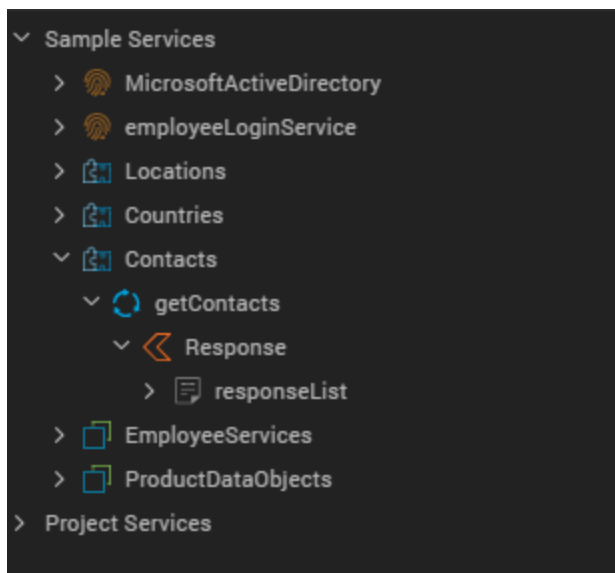 Sample Services
MicrosoftActiveDirectory
employeeLoginService
Locations
Countries
Contacts
getContacts
Response
responseList
EmployeeServices
ProductDataObjects
Project Services